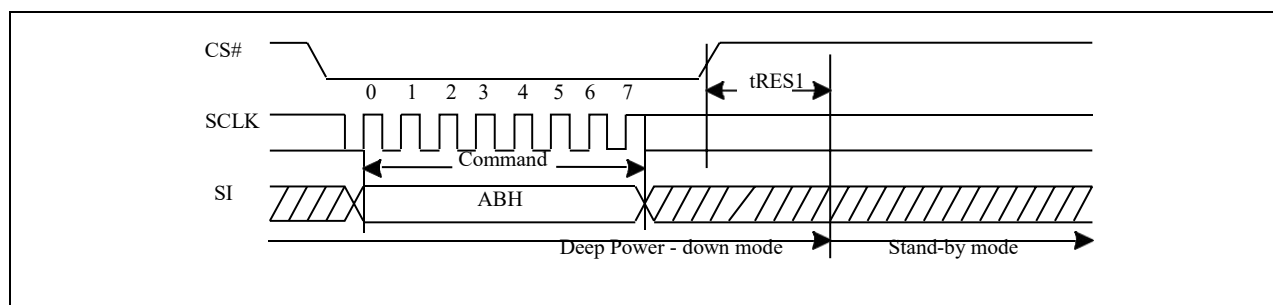 CS#
tRES1
0 1 2 3 4 5 6 7
SCLK
Command
SI
ABH
Deep Power - down mode
Stand-by mode